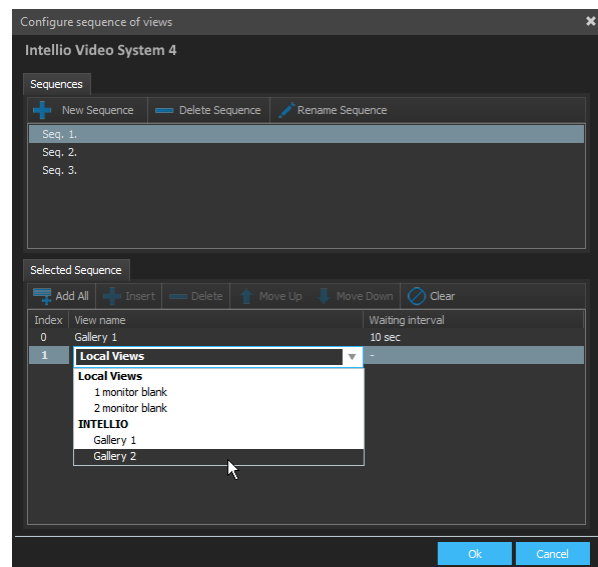 Configure sequence of views
Intellio Video System 4
Sequences
New Sequence Delete Sequence Rename Sequence
Seq. 1.
Seq. 2.
Seq. 3.
Selected Sequence
Add All Insert Delete Move Up Move Down Clear
Index View name Waiting interval
0 Gallery 1 10 sec
1 Local Views -
Local Views
1 monitor blank
2 monitor blank
INTELLIO
Gallery 1
Gallery 2
Ok Cancel